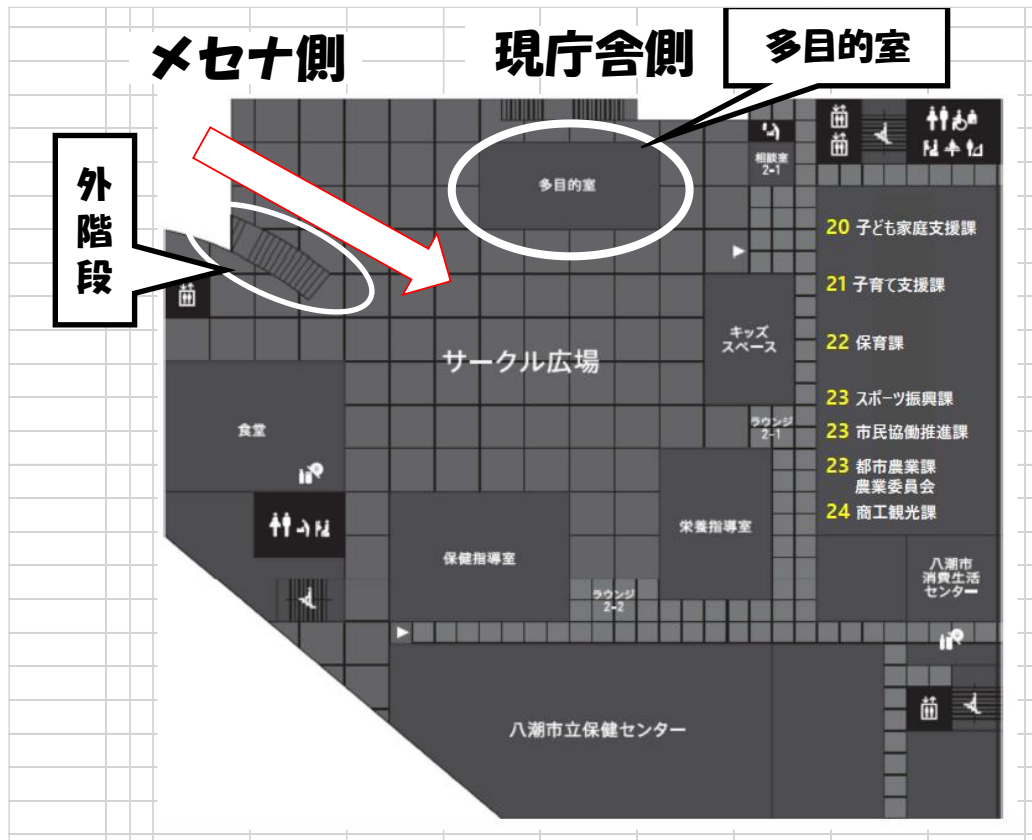 メセナ側
現庁舎側
多目的室
外階段
相談室
2-1
多目的室
20 子ども家庭支援課
21 子育て支援課
キッズ
スペース
22 保育課
サークル広場
23 スポーツ振興課
ラウンジ
2-1
23 市民協働推進課
食堂
23 都市農業課
農業委員会
24 商工観光課
栄養指導室
保健指導室
八潮市
消費生活
センター
ラウンジ
2-2
八潮市立保健センター